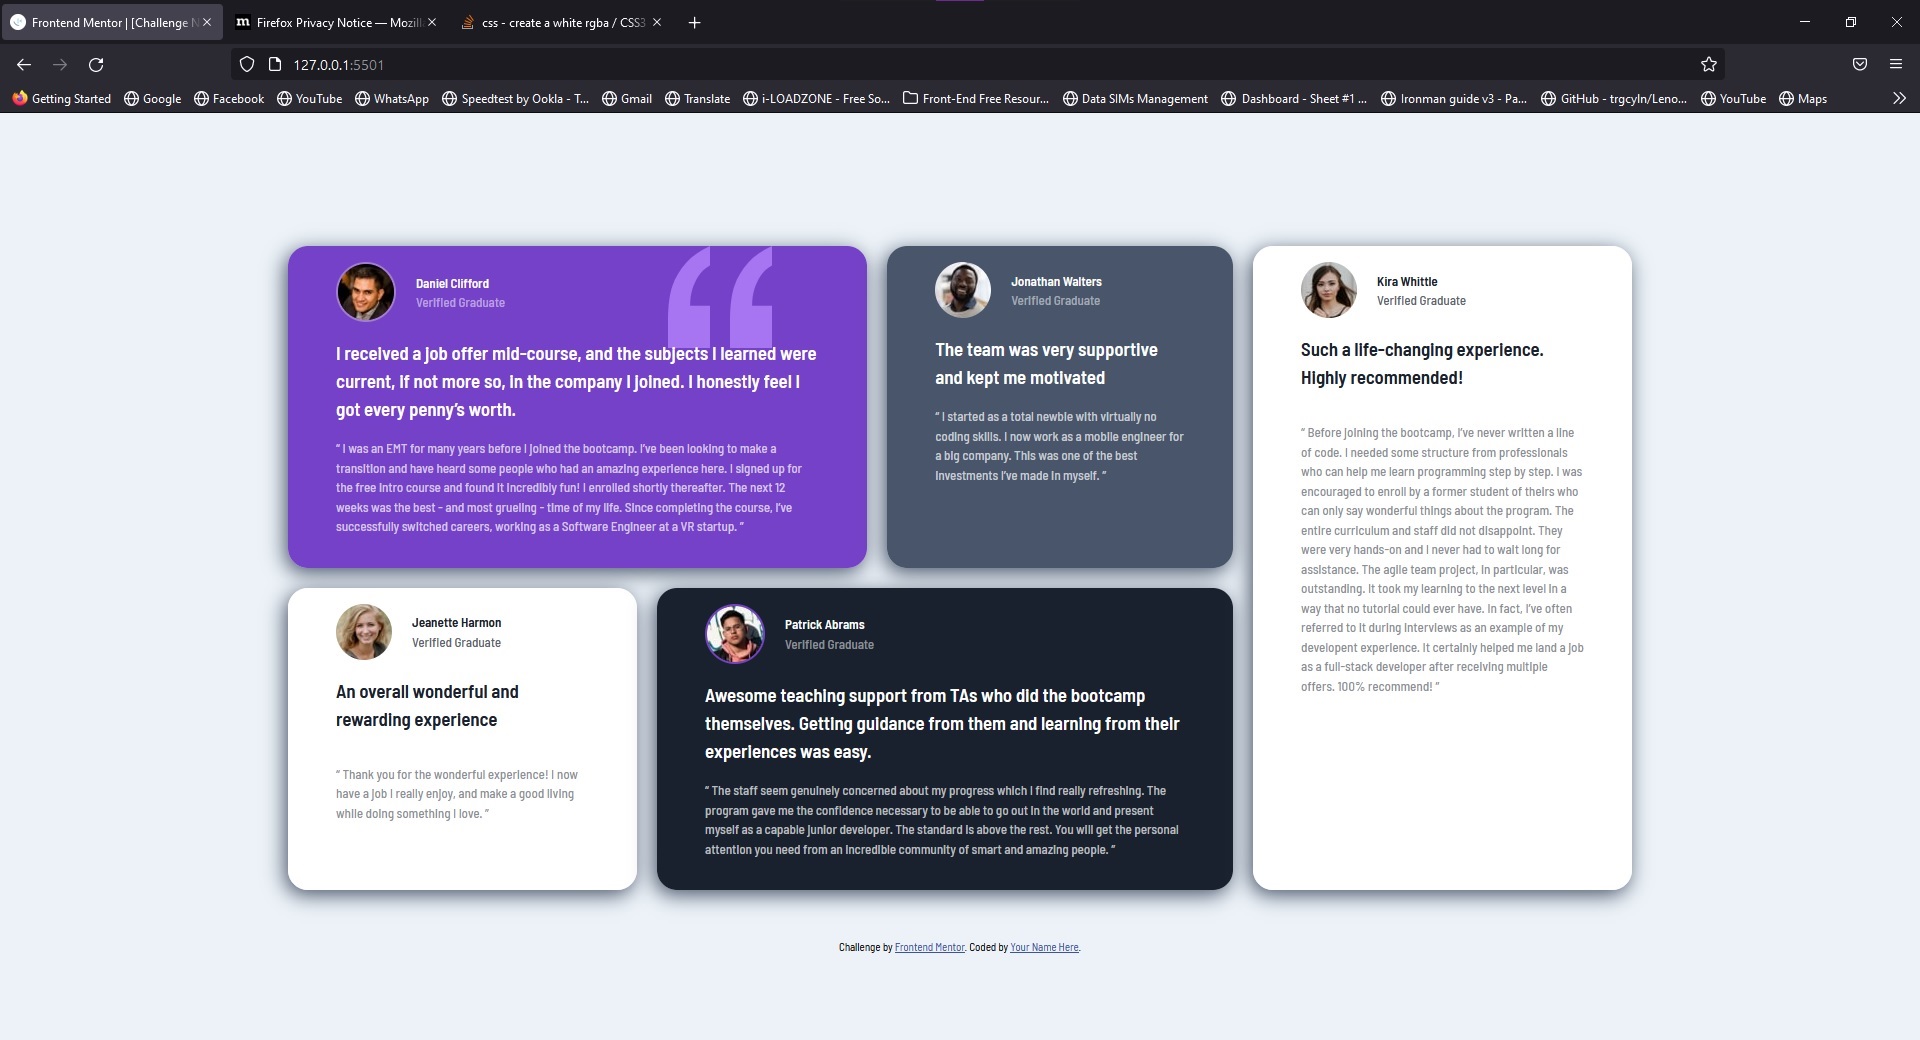 Frontend Mentor | [Challenge N
Firefox Privacy Notice — Mozill
css - create a white rgba / CSS3
127.0.0.1:5501
Getting Started
Google
Facebook
YouTube
WhatsApp
Speedtest by Ookla - T...
Gmail
Translate
i-LOADZONE - Free So...
Front-End Free Resour...
Data SIMs Management
Dashboard - Sheet #1 ...
Ironman guide v3 - Pa...
GitHub - trgcyln/Leno...
YouTube
Maps
Daniel Clifford
Verified Graduate
I received a job offer mid-course, and the subjects I learned were
current, if not more so, in the company I joined. I honestly feel I
got every penny’s worth.
“ I was an EMT for many years before I joined the bootcamp. I’ve been looking to make a
transition and have heard some people who had an amazing experience here. I signed up for
the free intro course and found it incredibly fun! I enrolled shortly thereafter. The next 12
weeks was the best - and most grueling - time of my life. Since completing the course, I’ve
successfully switched careers, working as a Software Engineer at a VR startup. ”
Jonathan Walters
Verified Graduate
The team was very supportive
and kept me motivated
“ I started as a total newbie with virtually no
coding skills. I now work as a mobile engineer for
a big company. This was one of the best
investments I’ve made in myself. ”
Kira Whittle
Verified Graduate
Such a life-changing experience.
Highly recommended!
“ Before joining the bootcamp, I’ve never written a line
of code. I needed some structure from professionals
who can help me learn programming step by step. I was
encouraged to enroll by a former student of theirs who
can only say wonderful things about the program. The
entire curriculum and staff did not disappoint. They
were very hands-on and I never had to wait long for
assistance. The agile team project, in particular, was
outstanding. It took my learning to the next level in a
way that no tutorial could ever have. In fact, I’ve often
referred to it during interviews as an example of my
developent experience. It certainly helped me land a job
as a full-stack developer after receiving multiple
offers. 100% recommend! ”
Jeanette Harmon
Verified Graduate
An overall wonderful and
rewarding experience
“ Thank you for the wonderful experience! I now
have a job I really enjoy, and make a good living
while doing something I love. ”
Patrick Abrams
Verified Graduate
Awesome teaching support from TAs who did the bootcamp
themselves. Getting guidance from them and learning from their
experiences was easy.
“ The staff seem genuinely concerned about my progress which I find really refreshing. The
program gave me the confidence necessary to be able to go out in the world and present
myself as a capable junior developer. The standard is above the rest. You will get the personal
attention you need from an incredible community of smart and amazing people. ”
Challenge by Frontend Mentor. Coded by Your Name Here.